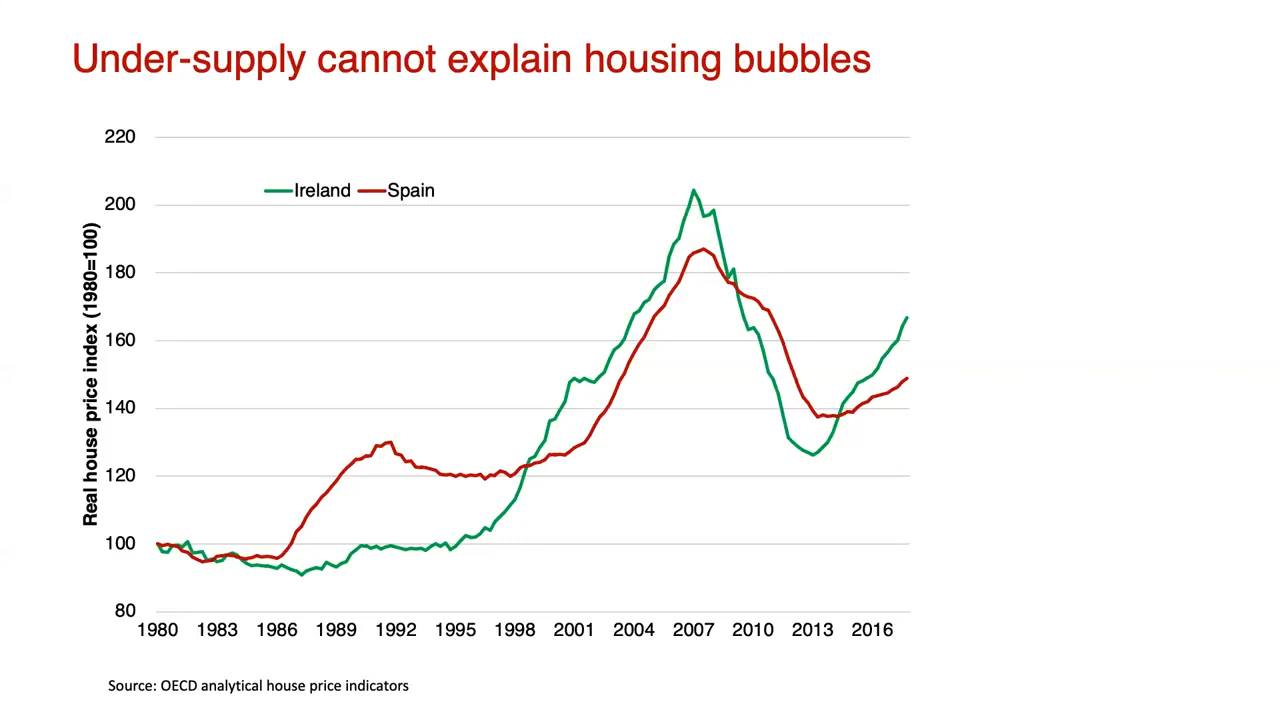 Under-supply cannot explain housing bubbles
220
Ireland Spain
200
180
160
140
120
100
80
Real house price index (1980=100)
1980 1983 1986 1989 1992 1995 1998 2001 2004 2007 2010 2013 2016
Source: OECD analytical house price indicators